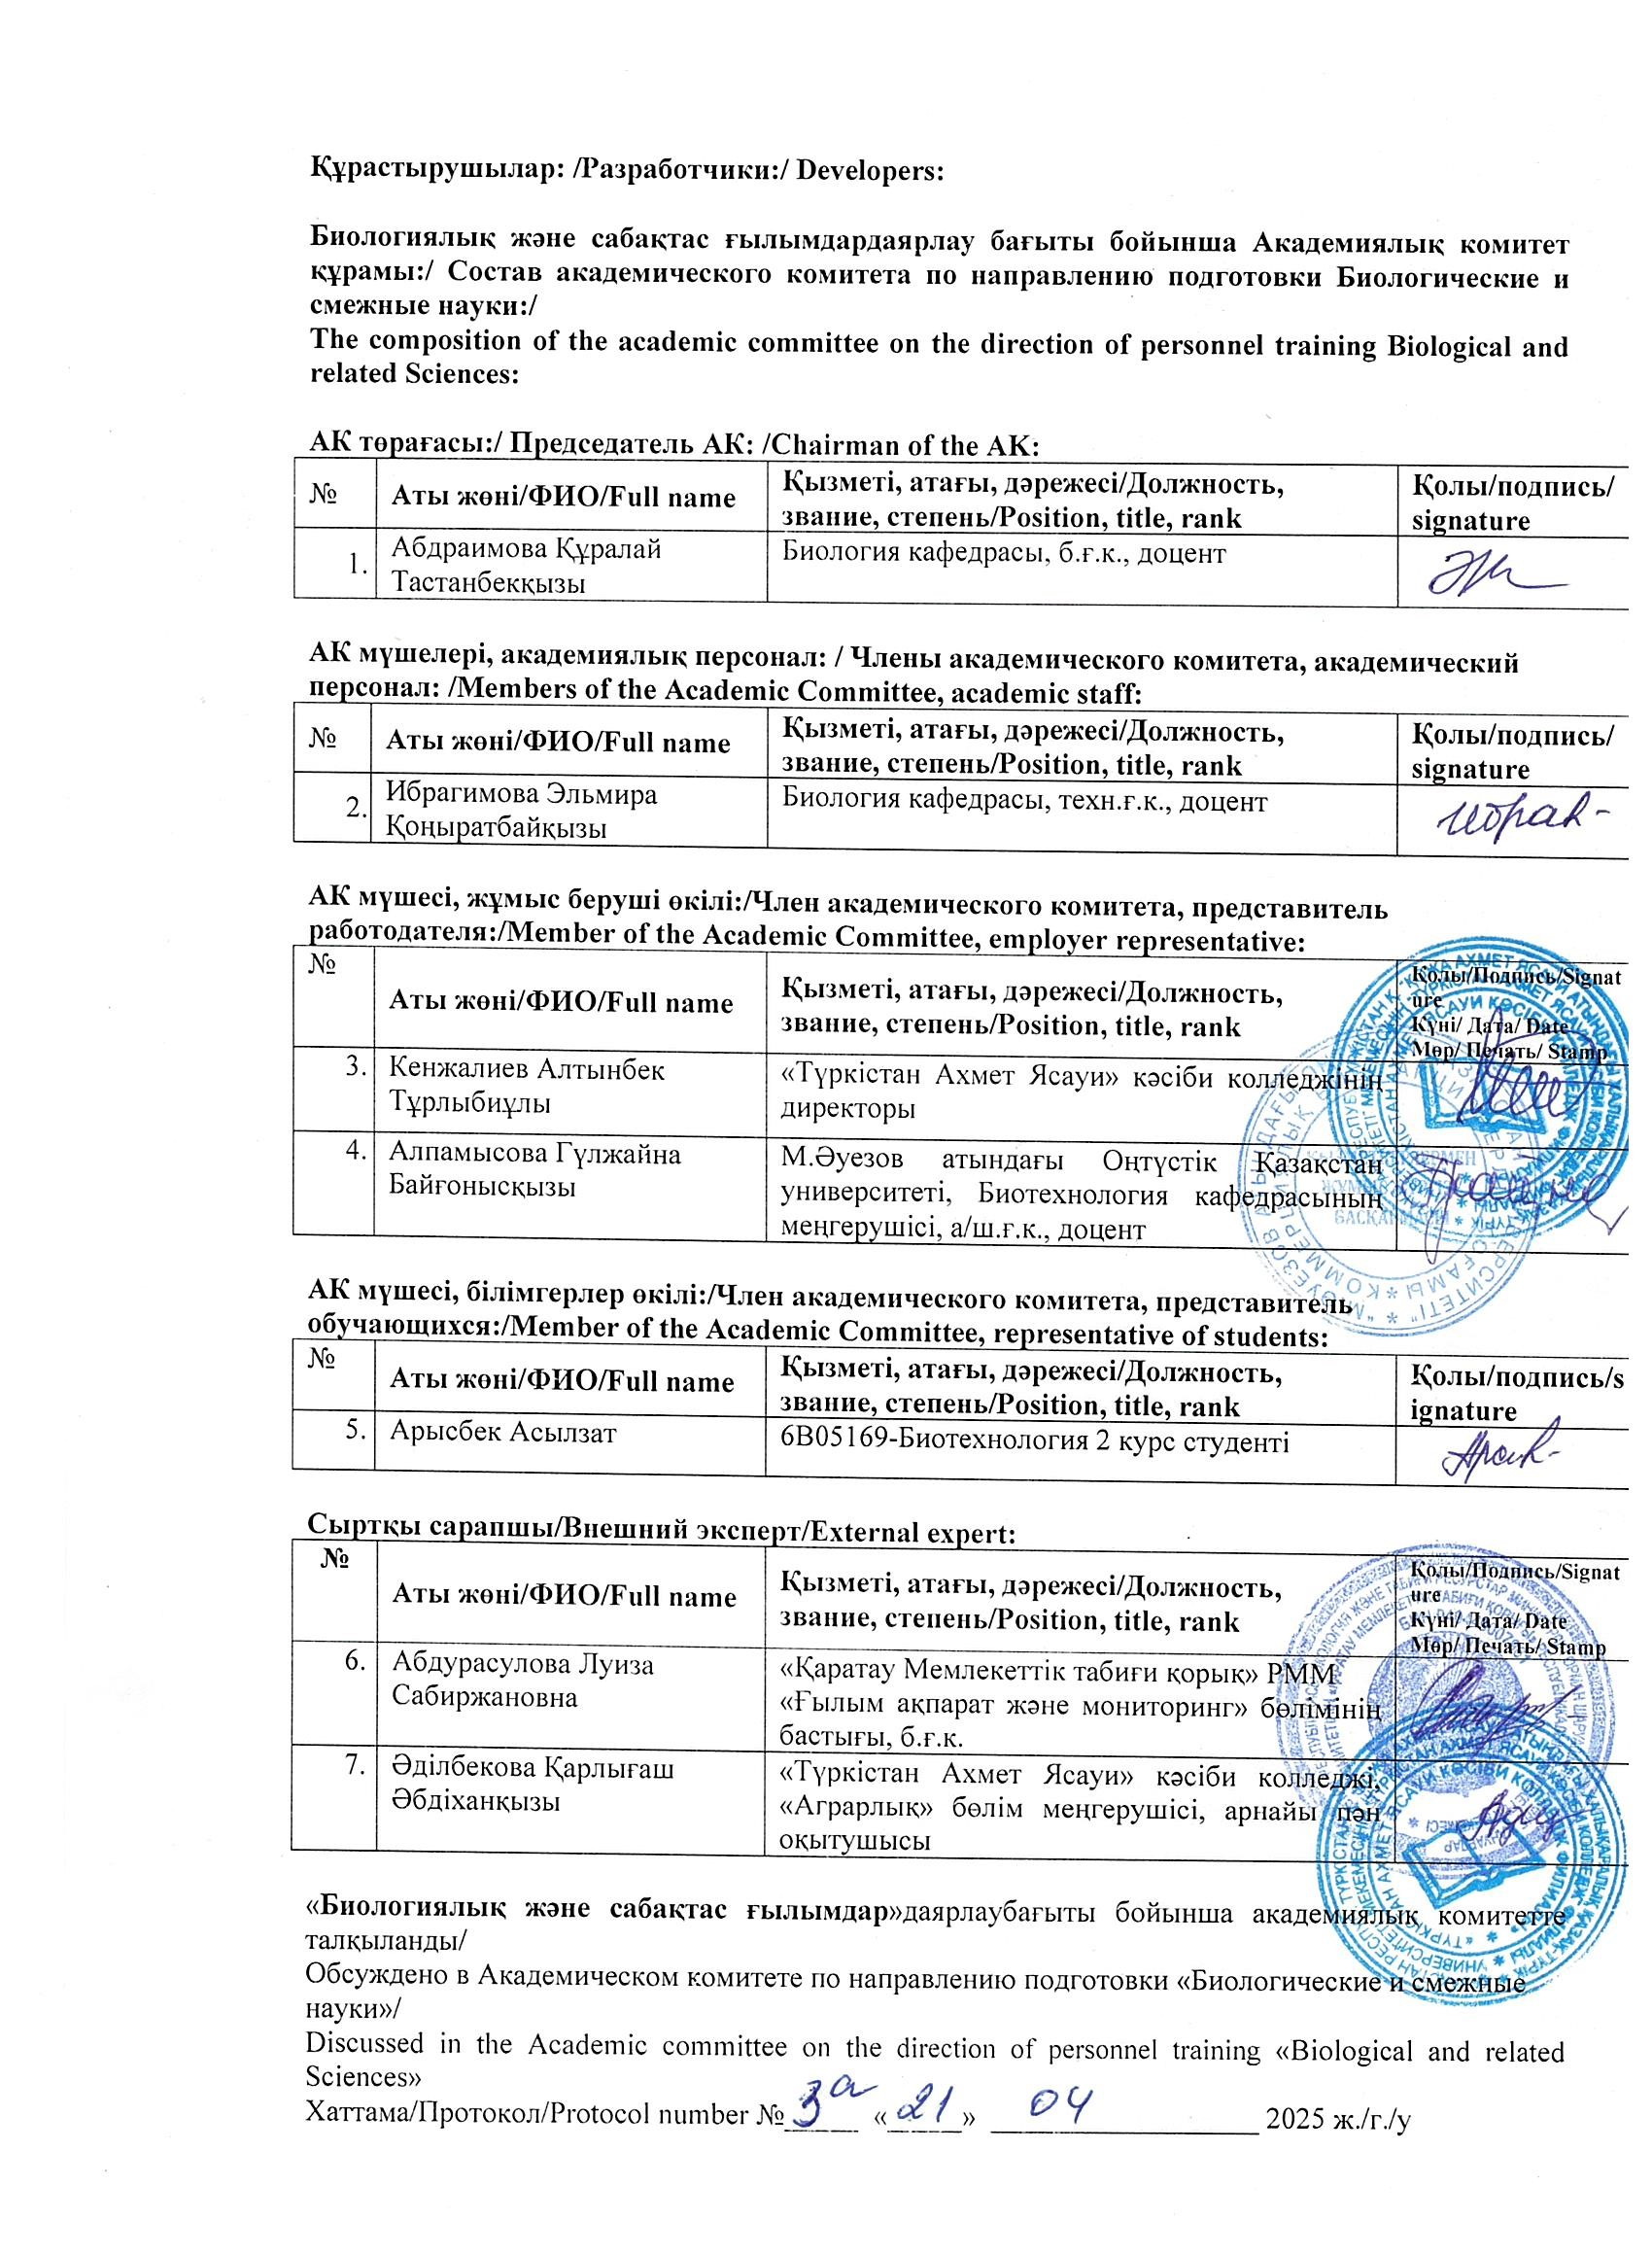 Құрастырушылар: /Разработчики:/ Developers:
Биологиялық және сабақтас ғылымдардаярлау бағыты бойынша Академиялық комитет
құрамы:/ Состав академического комитета по направлению подготовки Биологические и
смежные науки:/
The composition of the academic committee on the direction of personnel training Biological and
related Sciences:
АК төрағасы:/ Председатель АК: /Chairman of the AK:
№ Аты жөні/ФИО/Full name Қызметі, атағы, дәрежесі/Должность, Қолы/подпись/
звание, степень/Position, title, rank signature
1. Абдраимова Құралай Биология кафедрасы, б.ғ.к., доцент
Тастанбекқызы
АК мүшелері, академиялық персонал: / Члены академического комитета, академический
персонал: /Members of the Academic Committee, academic staff:
№ Аты жөні/ФИО/Full name Қызметі, атағы, дәрежесі/Должность, Қолы/подпись/
звание, степень/Position, title, rank signature
2. Ибрагимова Эльмира Биология кафедрасы, техн.ғ.к., доцент
Қоңыратбайқызы
АК мүшесі, жұмыс беруші өкілі:/Член академического комитета, представитель
работодателя:/Member of the Academic Committee, employer representative:
№ Аты жөні/ФИО/Full name Қызметі, атағы, дәрежесі/Должность, Қолы/Подпись/Signat
звание, степень/Position, title, rank ure
Күні/ Дата/ Date
Мөр/ Печать/ Stamp
3. Кенжалиев Алтынбек «Түркістан Ахмет Ясауи» кәсіби колледжінің
Тұрлыбиұлы директоры
4. Алпамысова Гүлжайна М.Әуезов атындағы Оңтүстік Қазақстан
Байғонысқызы университеті, Биотехнология кафедрасының
меңгерушісі, а/ш.ғ.к., доцент
АК мүшесі, білімгерлер өкілі:/Член академического комитета, представитель
обучающихся:/Member of the Academic Committee, representative of students:
№ Аты жөні/ФИО/Full name Қызметі, атағы, дәрежесі/Должность, Қолы/подпись/s
звание, степень/Position, title, rank ignature
5. Арысбек Асылзат 6В05169-Биотехнология 2 курс студенті
Сыртқы сарапшы/Внешний эксперт/External expert:
№ Аты жөні/ФИО/Full name Қызметі, атағы, дәрежесі/Должность, Қолы/Подпись/Signat
звание, степень/Position, title, rank ure
Күні/ Дата/ Date
Мөр/ Печать/ Stamp
6. Абдурасулова Луиза «Қаратау Мемлекеттік табиғи қорық» РММ
Сабиржановна «Ғылым ақпарат және мониторинг» бөлімінің
бастығы, б.ғ.к.
7. Әділбекова Қарлығаш «Түркістан Ахмет Ясауи» кәсіби колледжі,
Әбдіханқызы «Аграрлық» бөлім меңгерушісі, арнайы пән
оқытушысы
«Биологиялық және сабақтас ғылымдар»даярлаубағыты бойынша академиялық комитетте
талқыланды/
Обсуждено в Академическом комитете по направлению подготовки «Биологические и смежные
науки»/
Discussed in the Academic committee on the direction of personnel training «Biological and related
Sciences»
Хаттама/Протокол/Protocol number № 3а «21» 04 2025 ж./г./у